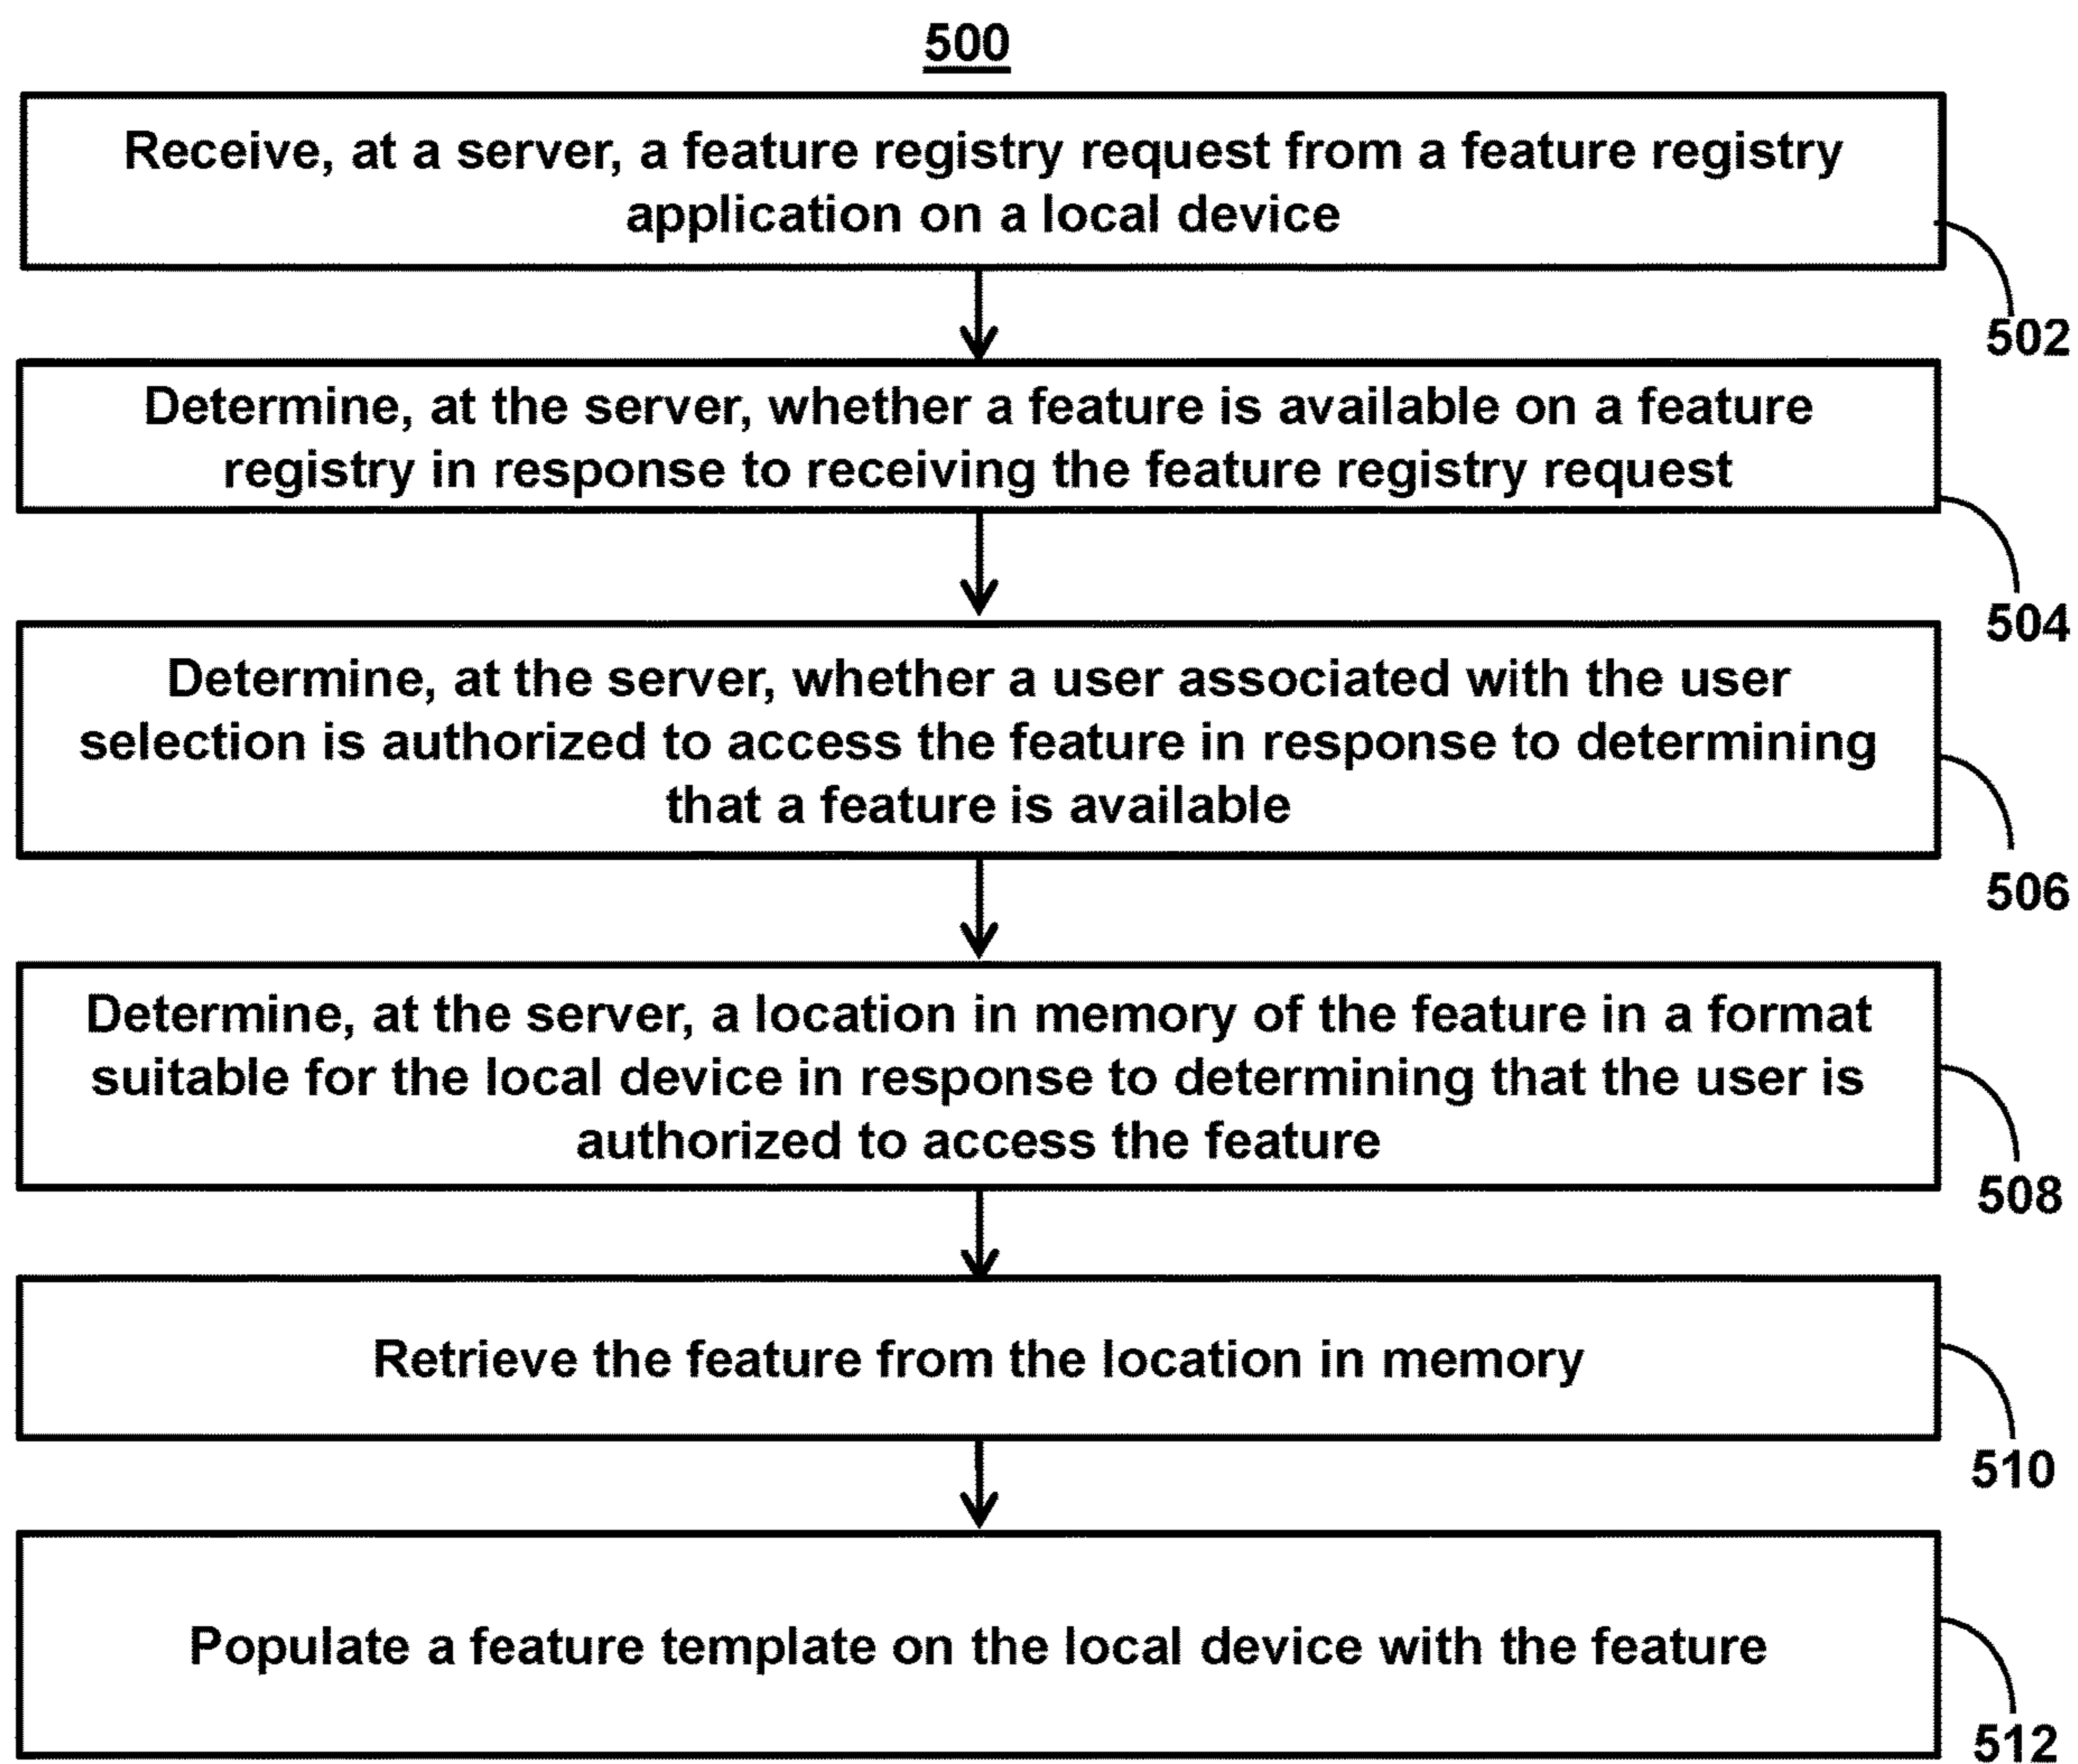 500
Receive, at a server, a feature registry request from a feature registry
application on a local device
502
Determine, at the server, whether a feature is available on a feature
registry in response to receiving the feature registry request
504
Determine, at the server, whether a user associated with the user
selection is authorized to access the feature in response to determining
that a feature is available
506
Determine, at the server, a location in memory of the feature in a format
suitable for the local device in response to determining that the user is
authorized to access the feature
508
Retrieve the feature from the location in memory
510
Populate a feature template on the local device with the feature
512